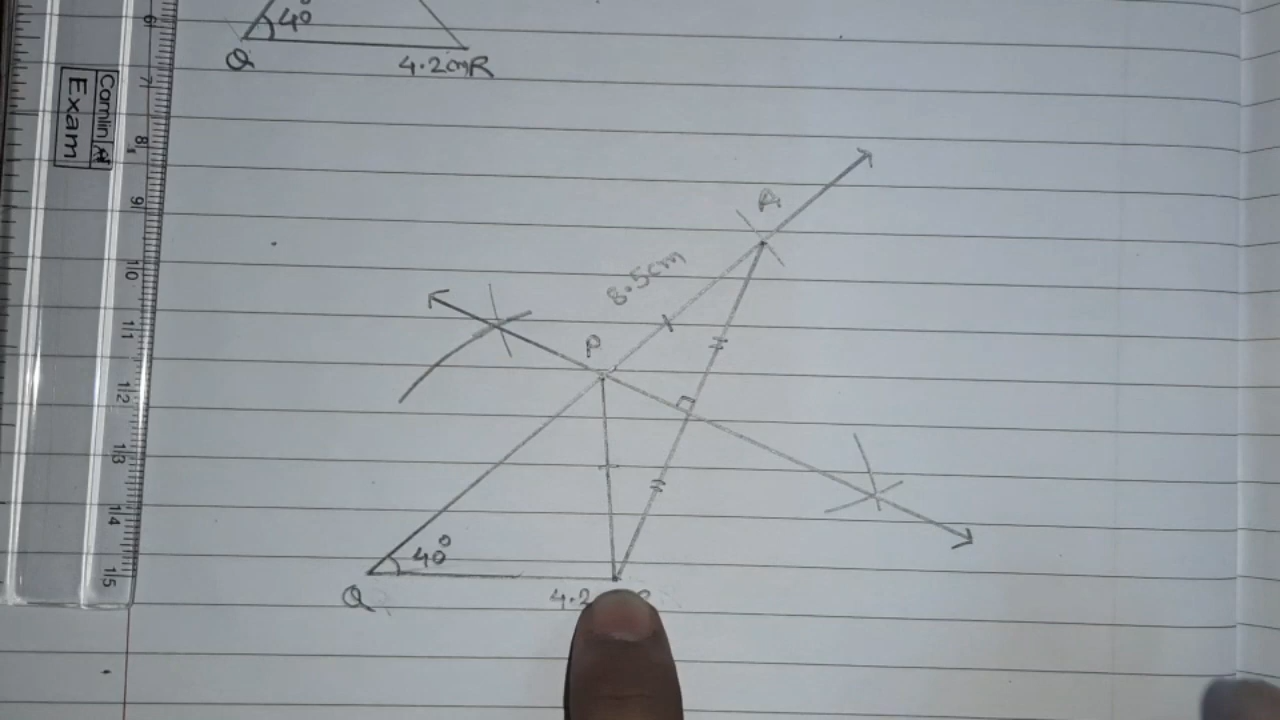 40°
Q 4.2cm R
Camlin
Exam
6 7 8 9 10 11 12 13 14 15
A
8.5cm
P
40°
Q 4.2